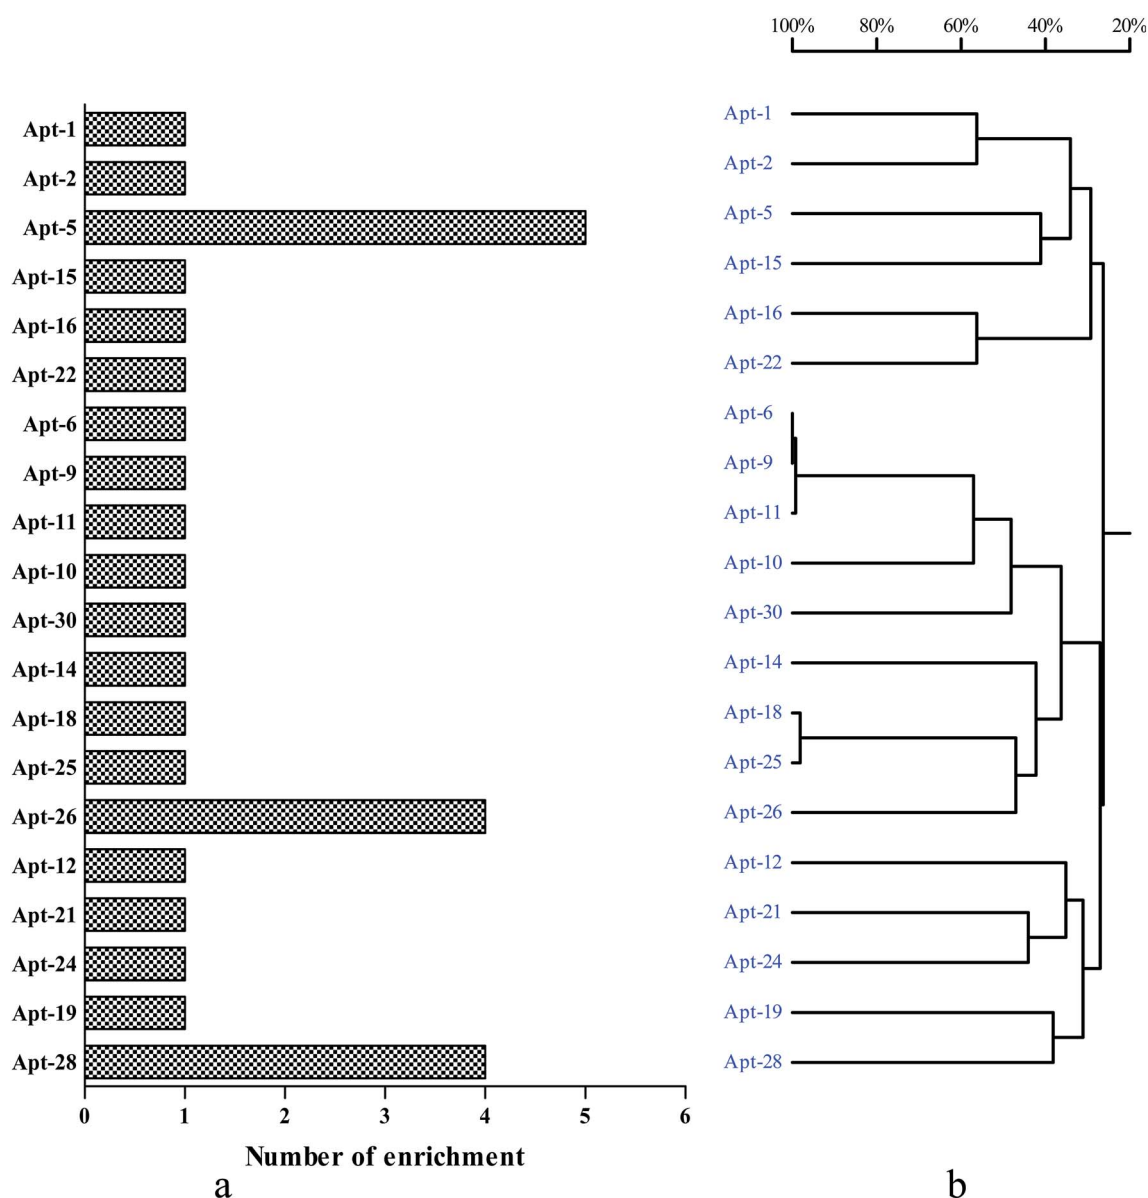 100% 80% 60% 40% 20%
Apt-1
Apt-2
Apt-5
Apt-15
Apt-16
Apt-22
Apt-6
Apt-9
Apt-11
Apt-10
Apt-30
Apt-14
Apt-18
Apt-25
Apt-26
Apt-12
Apt-21
Apt-24
Apt-19
Apt-28
0 1 2 3 4 5 6
Number of enrichment
a
Apt-1
Apt-2
Apt-5
Apt-15
Apt-16
Apt-22
Apt-6
Apt-9
Apt-11
Apt-10
Apt-30
Apt-14
Apt-18
Apt-25
Apt-26
Apt-12
Apt-21
Apt-24
Apt-19
Apt-28
b